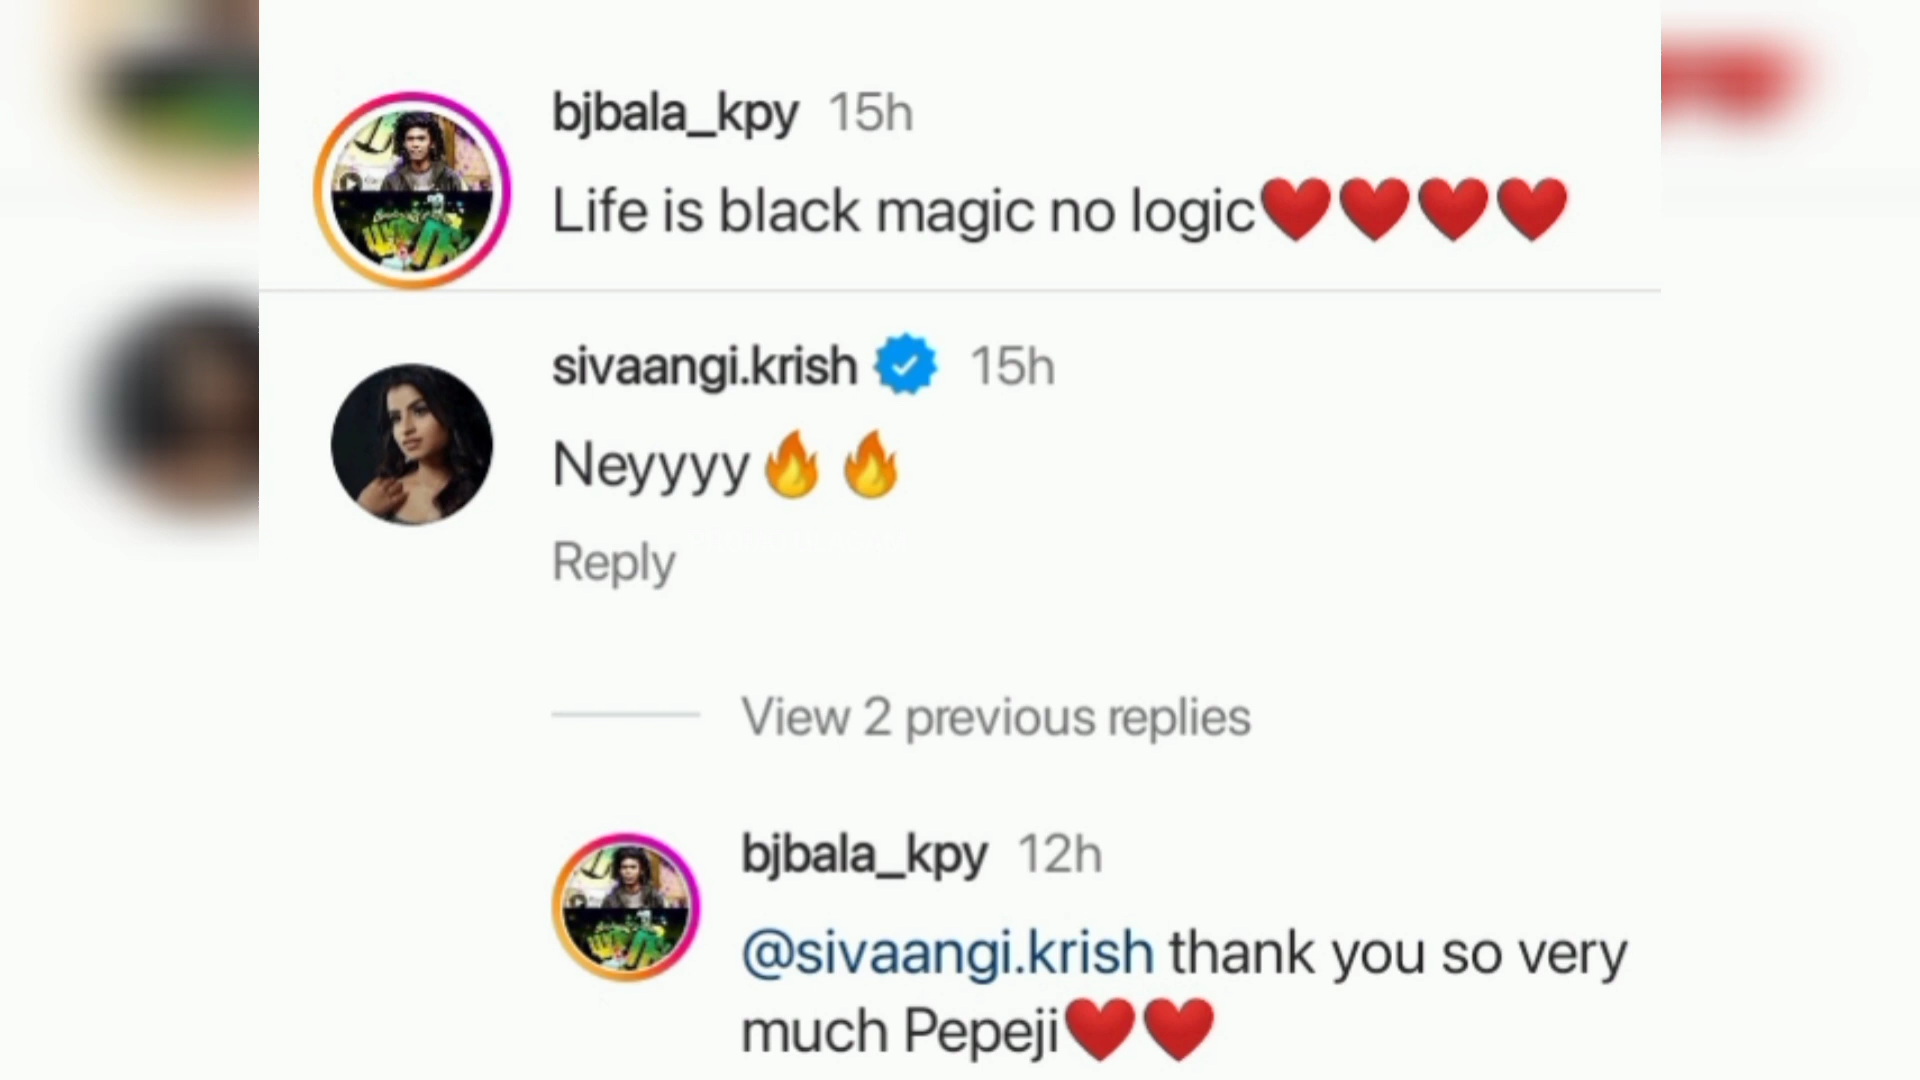 bjbala_kpy 15h
Life is black magic no logic❤️❤️❤️❤️
sivaangi.krish 15h
Neyyyy🔥🔥
Reply
View 2 previous replies
bjbala_kpy 12h
@sivaangi.krish thank you so very
much Pepeji❤️❤️